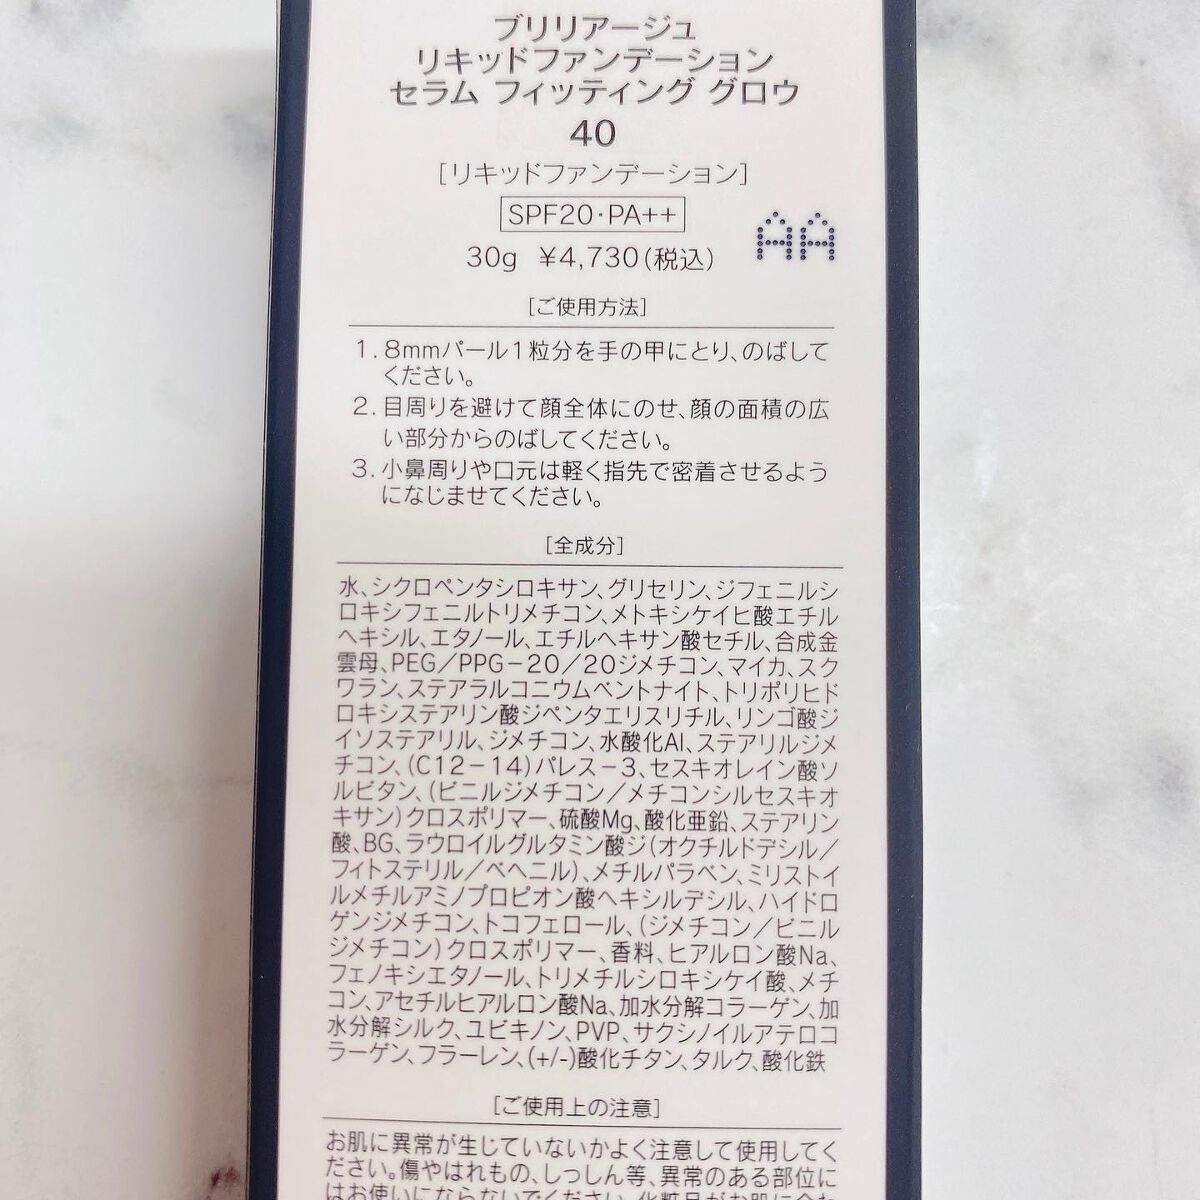 ブリリアージュ
リキッドファンデーション
セラム フィッティング グロウ
40
[リキッドファンデーション]
SPF20・PA++
AA
30g ¥4,730(税込)
[ご使用方法]
1. 8mmパール1粒分を手の甲にとり、のばして
ください。
2. 目周りを避けて顔全体にのせ、顔の面積の広
い部分からのばしてください。
3. 小鼻周りや口元は軽く指先で密着させるよう
になじませてください。
[全成分]
水、シクロペンタシロキサン、グリセリン、ジフェニルシ
ロキシフェニルトリメチコン、メトキシケイヒ酸エチル
ヘキシル、エタノール、エチルヘキサン酸セチル、合成金
雲母、PEG/PPG-20/20ジメチコン、マイカ、スク
ワラン、ステアラルコニウムベントナイト、トリポリヒド
ロキシステアリン酸ジペンタエリスリチル、リンゴ酸ジ
イソステアリル、ジメチコン、水酸化Al、ステアリルジメ
チコン、(C12-14)パレス-3、セスキオレイン酸ソ
ルビタン、(ビニルジメチコン/メチコンシルセスキオ
キサン)クロスポリマー、硫酸Mg、酸化亜鉛、ステアリン
酸、BG、ラウロイルグルタミン酸ジ(オクチルドデシル/
フィトステリル/ベヘニル)、メチルパラベン、ミリストイ
ルメチルアミノプロピオン酸ヘキシルデシル、ハイドロ
ゲンジメチコン、トコフェロール、(ジメチコン/ビニル
ジメチコン)クロスポリマー、香料、ヒアルロン酸Na、
フェノキシエタノール、トリメチルシロキシケイ酸、メチ
コン、アセチルヒアルロン酸Na、加水分解コラーゲン、加
水分解シルク、ユビキノン、PVP、サクシノイルアテロコ
ラーゲン、フラーレン、(+/-)酸化チタン、タルク、酸化鉄
[ご使用上の注意]
お肌に異常が生じていないかよく注意して使用してく
ださい。傷やはれもの、しっしん等、異常のある部位に
はお使いにならないでください。化粧品がお肌に合わ